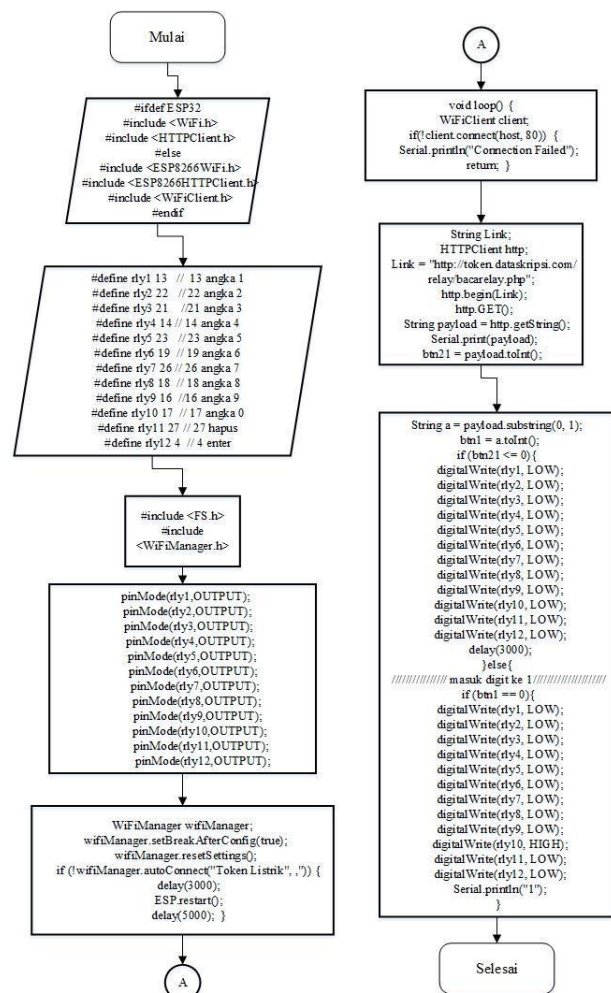 Mulai
#ifdef ESP32
#include <WiFi.h>
#include <HTTPClient.h>
#else
#include <ESP8266WiFi.h>
#include <ESP8266HTTPClient.h>
#include <WiFiClient.h>
#endif
#define rly1 13 // 13 angka 1
#define rly2 22 //22 angka 2
#define rly3 21 //21 angka 3
#define rly4 14 // 14 angka 4
#define rly5 23 // 23 angka 5
#define rly6 19 // 19 angka 6
#define rly7 26 // 26 angka 7
#define rly8 18 // 18 angka 8
#define rly9 16 //16 angka 9
#define rly10 17 // 17 angka 0
#define rly11 27 // 27 hapus
#define rly12 4 // 4 enter
#include <FS.h>
#include
<WiFiManager.h>
pinMode(rly1,OUTPUT);
pinMode(rly2,OUTPUT);
pinMode(rly3,OUTPUT);
pinMode(rly4,OUTPUT);
pinMode(rly5,OUTPUT);
pinMode(rly6,OUTPUT);
pinMode(rly7,OUTPUT);
pinMode(rly8,OUTPUT);
pinMode(rly9,OUTPUT);
pinMode(rly10,OUTPUT);
pinMode(rly11,OUTPUT);
pinMode(rly12,OUTPUT);
WiFiManager wifiManager;
wifiManager.setBreakAfterConfig(true);
wifiManager.resetSettings();
if (!wifiManager.autoConnect("Token Listrik", ,")) {
delay(3000);
ESP.restart();
delay(5000); }
A
A
void loop() {
WiFiClient client;
if(!client.connect(host, 80)) {
Serial.println("Connection Failed");
return; }
String Link;
HTTPClient http;
Link = "http://token.dataskripsi.com/
relay/bacarelay.php";
http.begin(Link);
http.GET();
String payload = http.getString();
Serial.print(payload);
btn21 = payload.toInt();
String a = payload.substring(0, 1);
btn1 = a.toInt();
if (btn21 <= 0){
digitalWrite(rly1, LOW);
digitalWrite(rly2, LOW);
digitalWrite(rly3, LOW);
digitalWrite(rly4, LOW);
digitalWrite(rly5, LOW);
digitalWrite(rly6, LOW);
digitalWrite(rly7, LOW);
digitalWrite(rly8, LOW);
digitalWrite(rly9, LOW);
digitalWrite(rly10, LOW);
digitalWrite(rly11, LOW);
digitalWrite(rly12, LOW);
delay(3000);
}else{
//////////////// masuk digit ke 1/////////////////////
if (btn1 == 0){
digitalWrite(rly1, LOW);
digitalWrite(rly2, LOW);
digitalWrite(rly3, LOW);
digitalWrite(rly4, LOW);
digitalWrite(rly5, LOW);
digitalWrite(rly6, LOW);
digitalWrite(rly7, LOW);
digitalWrite(rly8, LOW);
digitalWrite(rly9, LOW);
digitalWrite(rly10, HIGH);
digitalWrite(rly11, LOW);
digitalWrite(rly12, LOW);
Serial.println("1");
}
Selesai